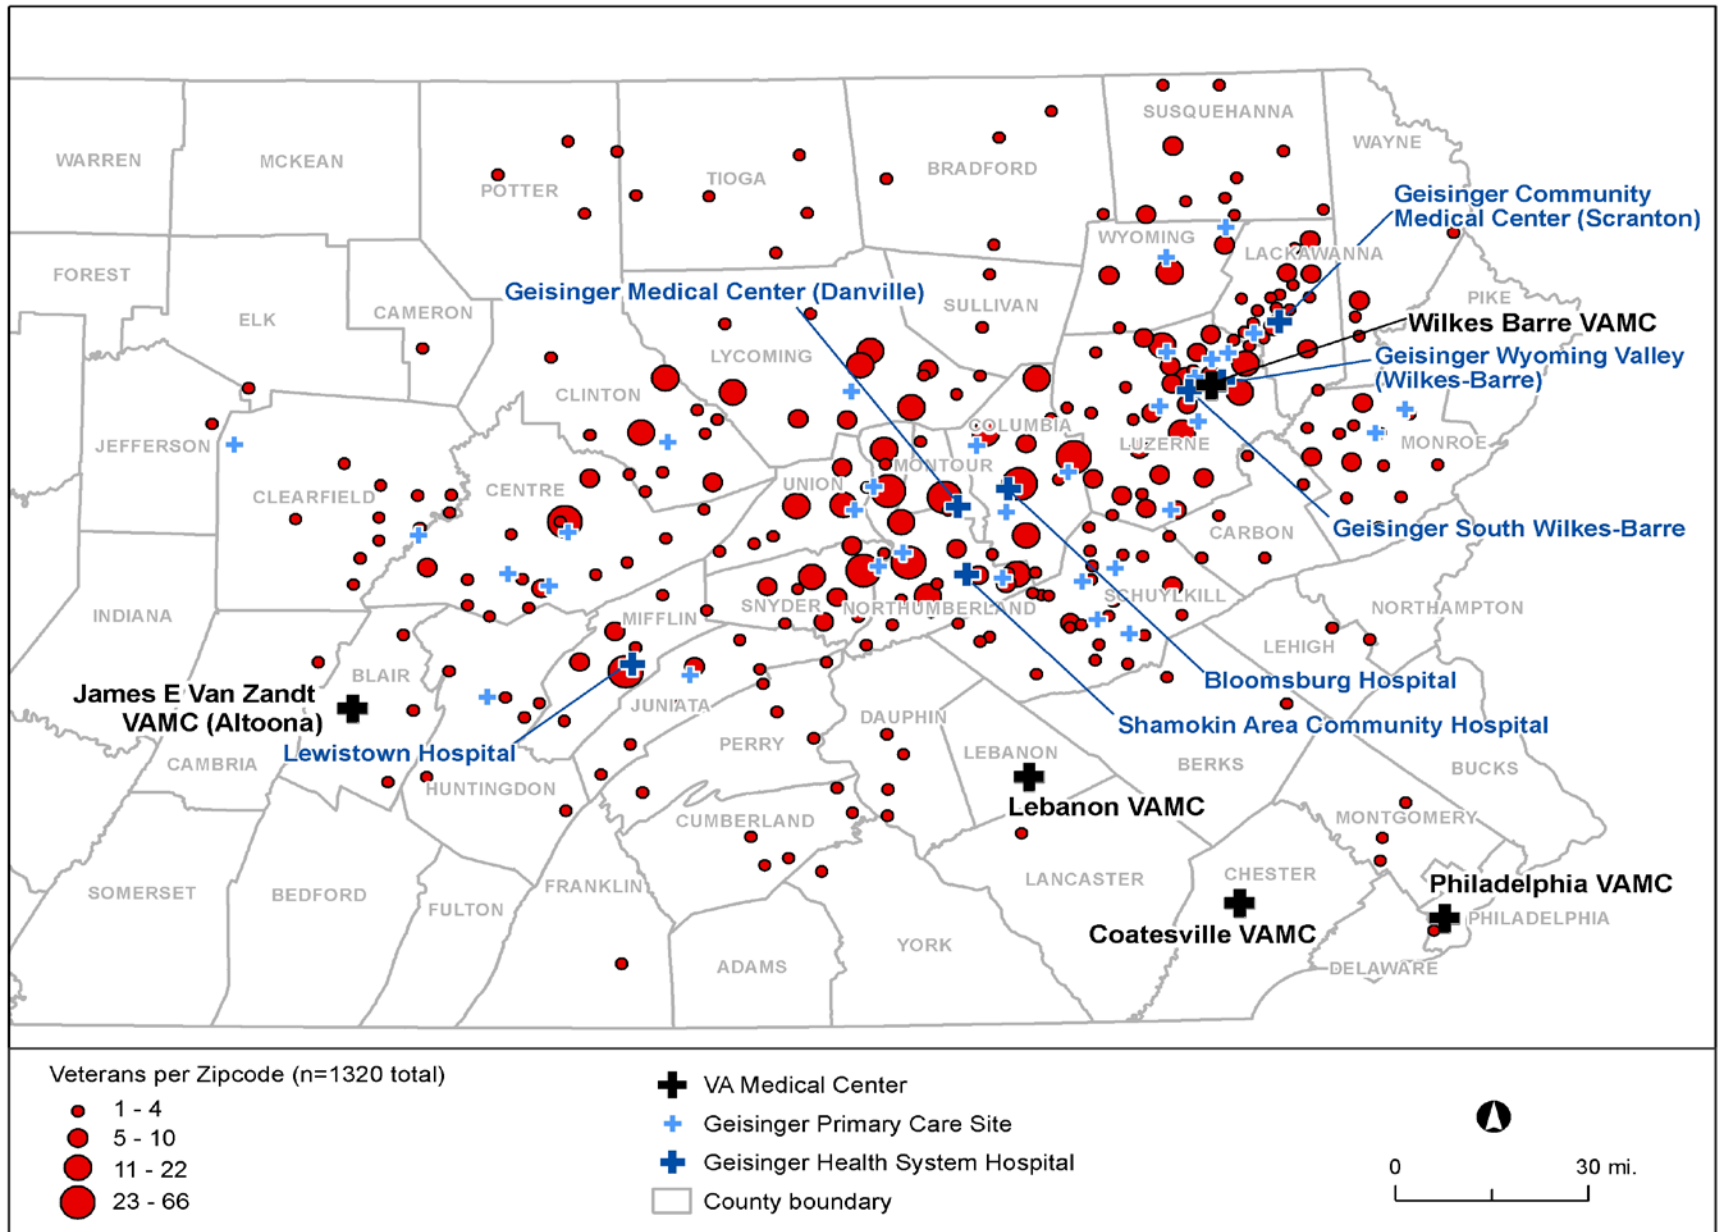 SUSQUEHANNA
WAYNE
WARREN
MCKEAN
POTTER
TIOGA
BRADFORD
Geisinger Community
Medical Center (Scranton)
WYOMING
LACKAWANNA
FOREST
ELK
CAMERON
Geisinger Medical Center (Danville)
SULLIVAN
PIKE
Wilkes Barre VAMC
LYCOMING
Geisinger Wyoming Valley
(Wilkes-Barre)
CLINTON
JEFFERSON
COLUMBIA
LUZERNE
MONROE
MONTOUR
CLEARFIELD
CENTRE
UNION
Geisinger South Wilkes-Barre
CARBON
INDIANA
MIFFLIN
SNYDER
NORTHUMBERLAND
SCHUYLKILL
NORTHAMPTON
LEHIGH
BLAIR
James E Van Zandt
VAMC (Altoona)
Bloomsburg Hospital
JUNIATA
DAUPHIN
Shamokin Area Community Hospital
Lewistown Hospital
PERRY
LEBANON
CAMBRIA
BERKS
BUCKS
HUNTINGDON
Lebanon VAMC
CUMBERLAND
MONTGOMERY
SOMERSET
BEDFORD
FULTON
FRANKLIN
LANCASTER
CHESTER
Philadelphia VAMC
PHILADELPHIA
Coatesville VAMC
YORK
ADAMS
DELAWARE
Veterans per Zipcode (n=1320 total)
1 - 4
5 - 10
11 - 22
23 - 66
VA Medical Center
Geisinger Primary Care Site
Geisinger Health System Hospital
County boundary
0 30 mi.